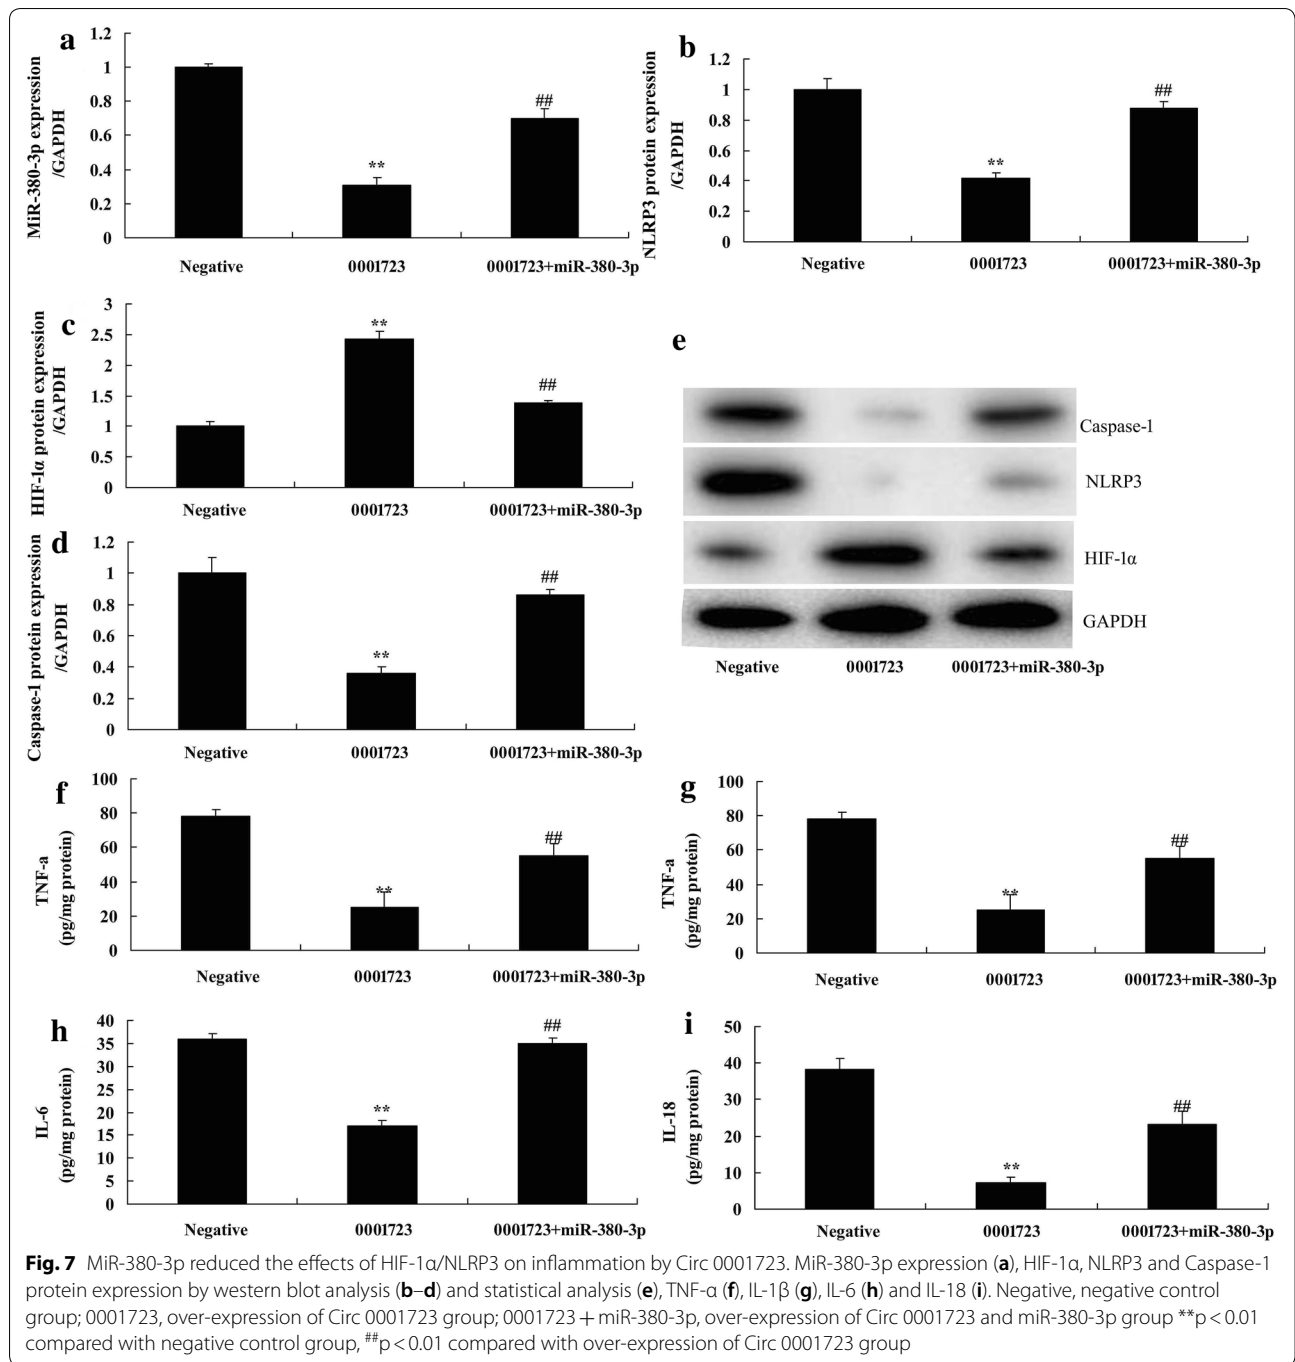 a
MiR-380-3p expression
/GAPDH
1.2
1
0.8
0.6
0.4
0.2
0
**
##
Negative
0001723
0001723+miR-380-3p
b
NLRP3 protein expression
/GAPDH
1.2
1
0.8
0.6
0.4
0.2
0
**
##
Negative
0001723
0001723+miR-380-3p
c
HIF-1α protein expression
/GAPDH
3
2.5
2
1.5
1
0.5
0
**
##
Negative
0001723
0001723+miR-380-3p
d
Caspase-1 protein expression
/GAPDH
1.2
1
0.8
0.6
0.4
0.2
0
**
##
Negative
0001723
0001723+miR-380-3p
e
Caspase-1
NLRP3
HIF-1α
GAPDH
Negative
0001723
0001723+miR-380-3p
f
TNF-a
(pg/mg protein)
100
80
60
40
20
0
**
##
Negative
0001723
0001723+miR-380-3p
g
TNF-a
(pg/mg protein)
100
80
60
40
20
0
**
##
Negative
0001723
0001723+miR-380-3p
h
IL-6
(pg/mg protein)
40
35
30
25
20
15
10
5
0
**
##
Negative
0001723
0001723+miR-380-3p
i
IL-18
(pg/mg protein)
50
40
30
20
10
0
**
##
Negative
0001723
0001723+miR-380-3p
Fig. 7 MiR-380-3p reduced the effects of HIF-1α/NLRP3 on inflammation by Circ 0001723. MiR-380-3p expression (a), HIF-1α, NLRP3 and Caspase-1
protein expression by western blot analysis (b–d) and statistical analysis (e), TNF-α (f), IL-1β (g), IL-6 (h) and IL-18 (i). Negative, negative control
group; 0001723, over-expression of Circ 0001723 group; 0001723 + miR-380-3p, over-expression of Circ 0001723 and miR-380-3p group **p < 0.01
compared with negative control group, ##p < 0.01 compared with over-expression of Circ 0001723 group